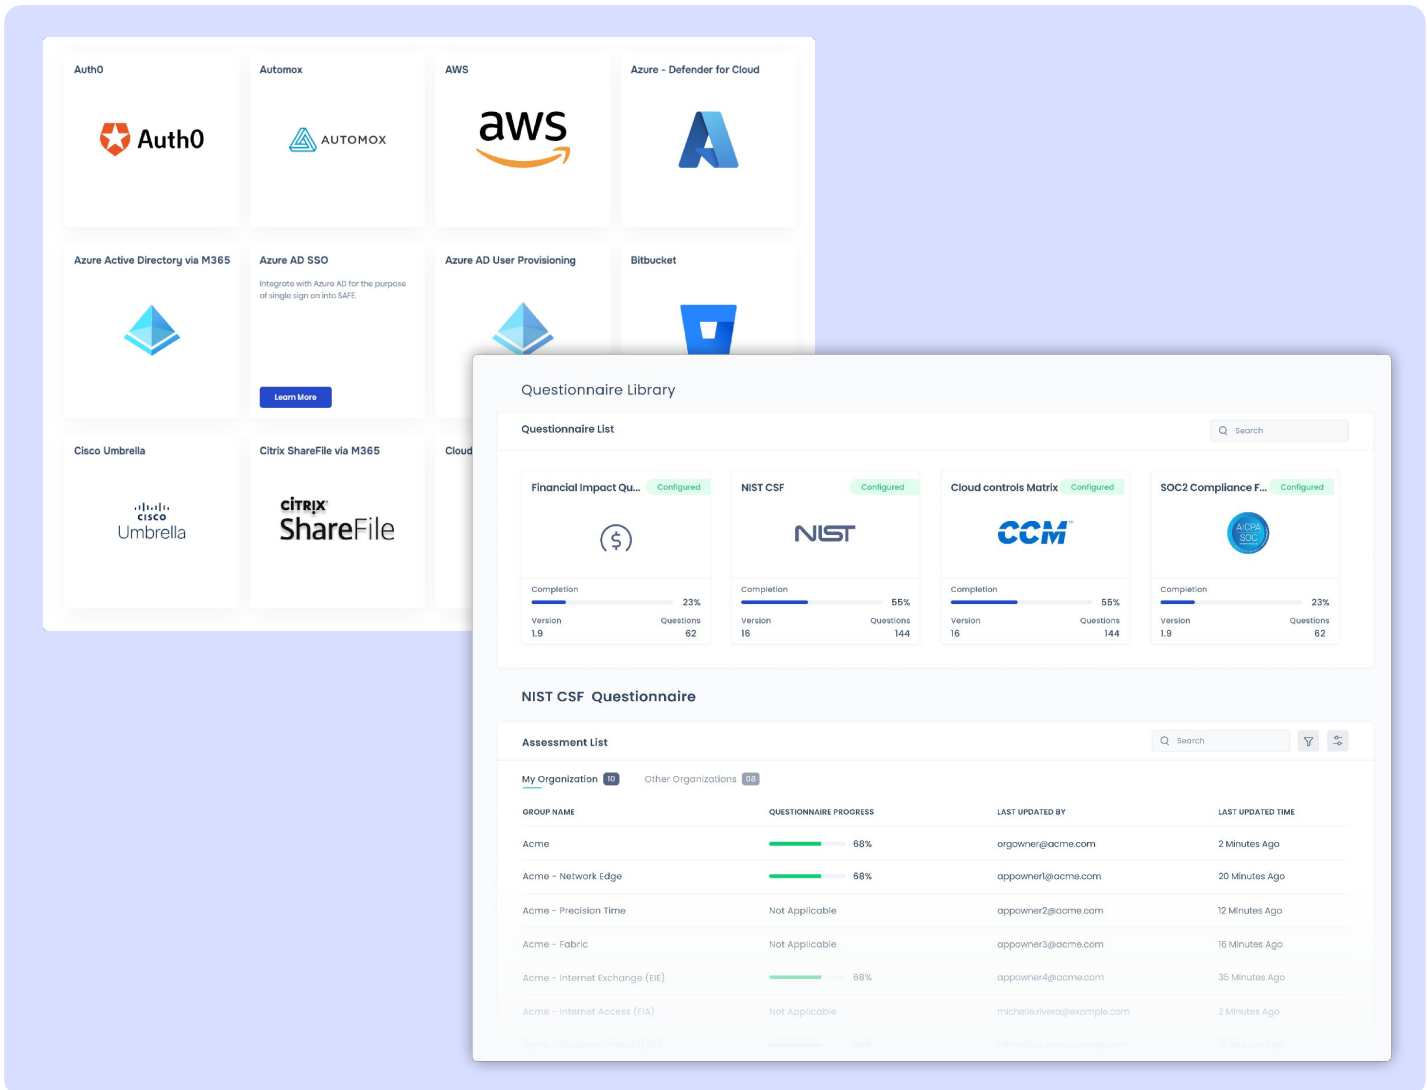 Auth0
Automox
AWS
Azure - Defender for Cloud
Auth0
AUTOMOX
aws
Azure Active Directory via M365
Azure AD SSO
Azure AD User Provisioning
Bitbucket
Integrate with Azure AD for the purpose
of single sign on into SAFE.
Learn More
Cisco Umbrella
Citrix ShareFile via M365
Cloud
CISCO
Umbrella
CITRIX
ShareFile
Questionnaire Library
Questionnaire List
Search
Financial Impact Qu... Configured
NIST CSF Configured
Cloud controls Matrix Configured
SOC2 Compliance F... Configured
NIST
CCM
AICPA
SOC
Completion
23%
Version Questions
1.9 62
Completion
55%
Version Questions
16 144
Completion
55%
Version Questions
16 144
Completion
23%
Version Questions
1.9 62
NIST CSF Questionnaire
Assessment List
Search
My Organization 10 Other Organizations 08
GROUP NAME QUESTIONNAIRE PROGRESS LAST UPDATED BY LAST UPDATED TIME
Acme 68% orgowner@acme.com 2 Minutes Ago
Acme - Network Edge 68% appowner1@acme.com 20 Minutes Ago
Acme - Precision Time Not Applicable appowner2@acme.com 12 Minutes Ago
Acme - Fabric Not Applicable appowner3@acme.com 16 Minutes Ago
Acme - Internet Exchange (EIE) 68% appowner4@acme.com 35 Minutes Ago
Acme - Internet Access (EIA) Not Applicable michelle.rivera@example.com 2 Minutes Ago